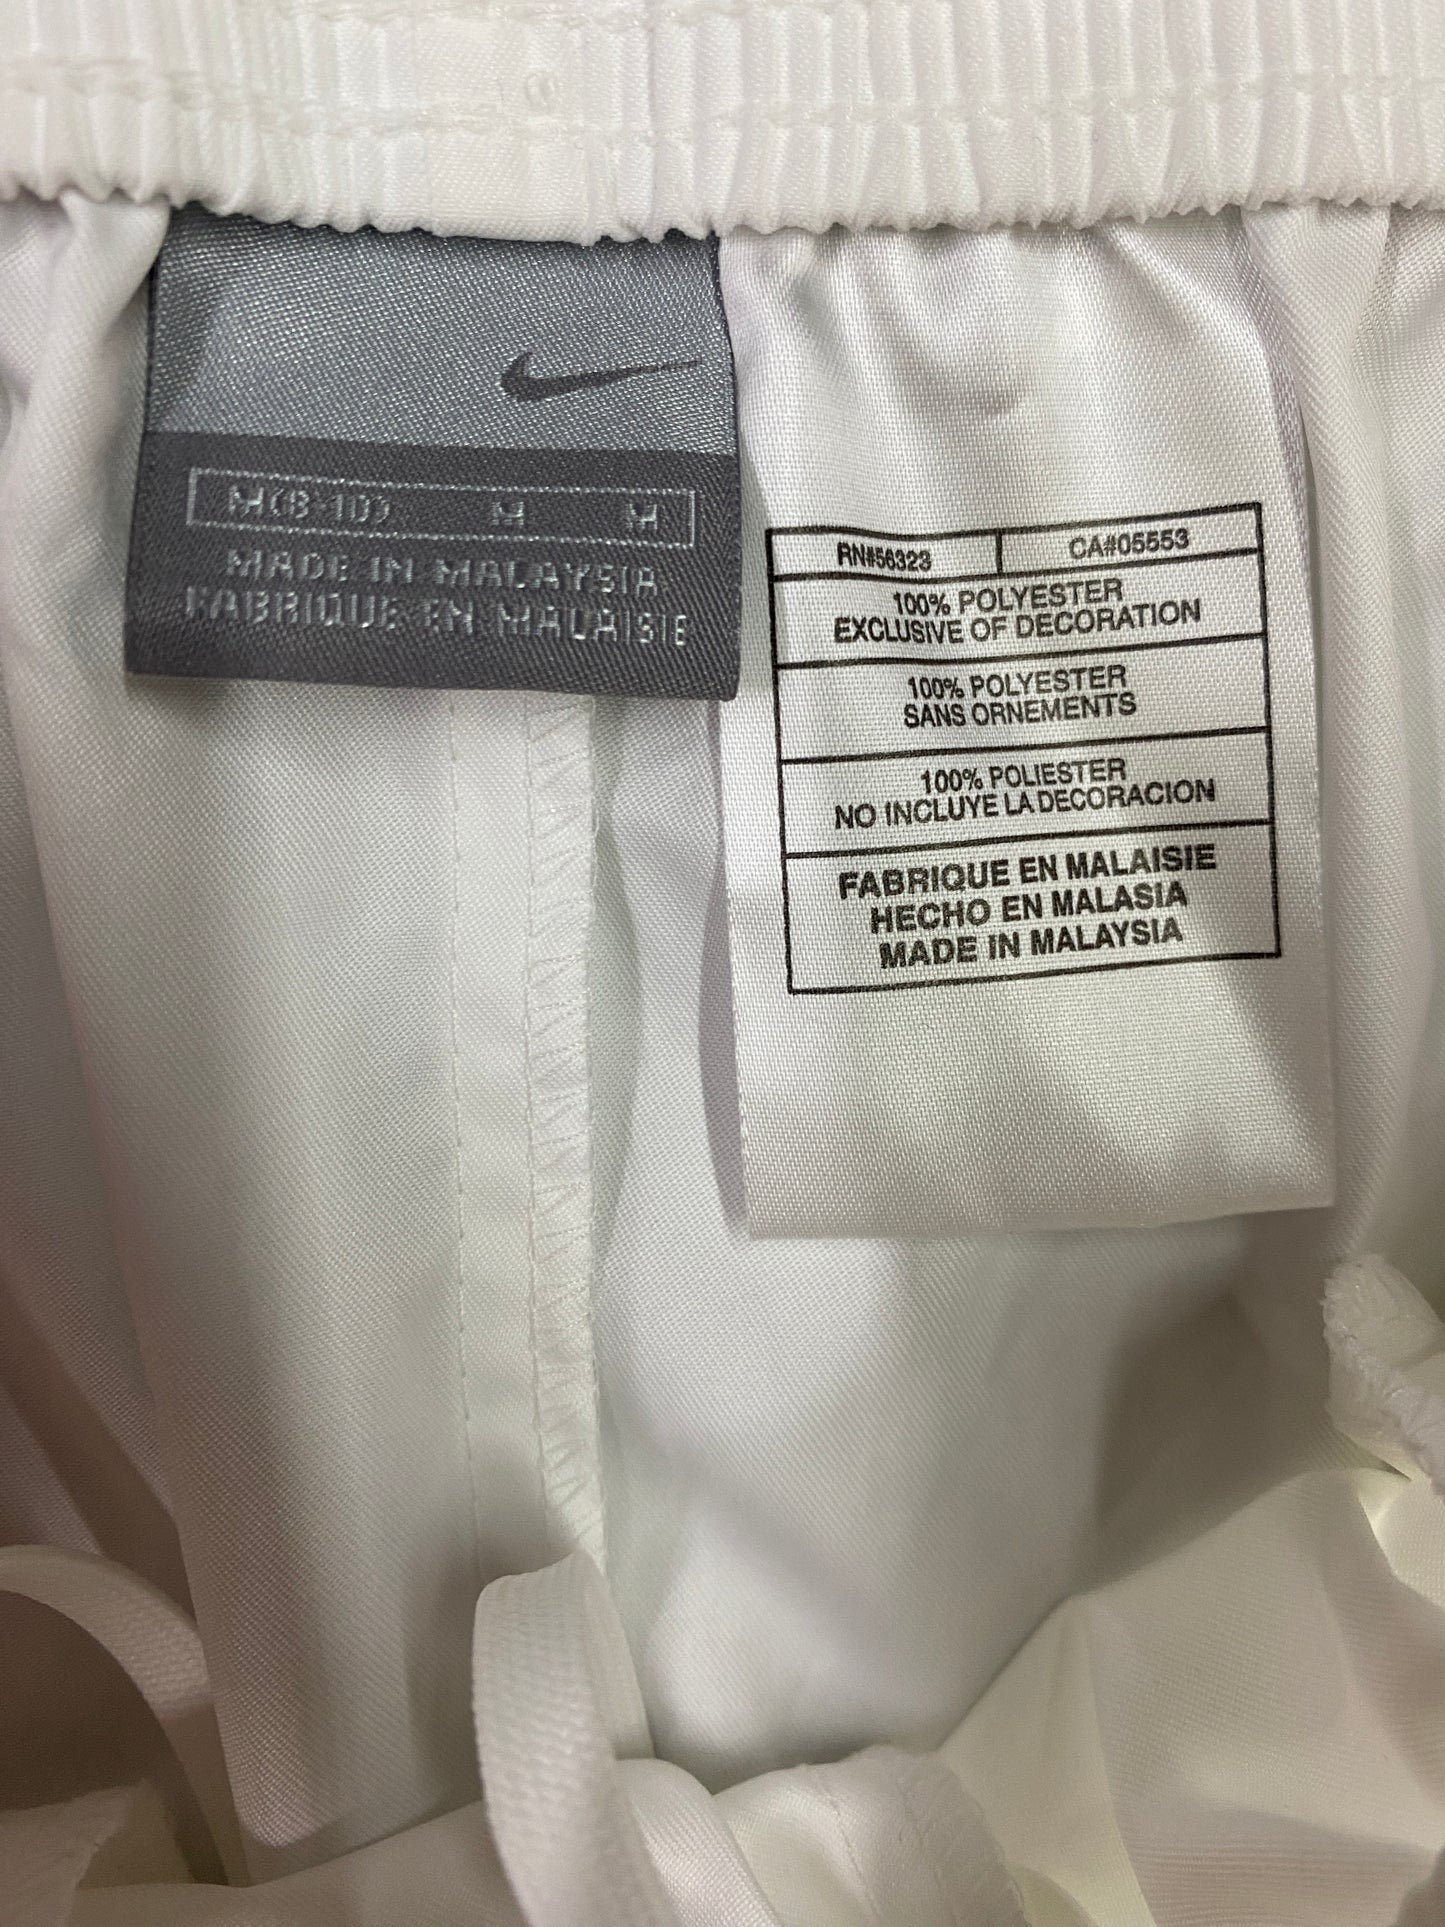 M(8-10) M M
MADE IN MALAYSIA
FABRIQUE EN MALAISIE
RN#56323 CA#05553
100% POLYESTER
EXCLUSIVE OF DECORATION
100% POLYESTER
SANS ORNEMENTS
100% POLIESTER
NO INCLUYE LA DECORACION
FABRIQUE EN MALAISIE
HECHO EN MALASIA
MADE IN MALAYSIA